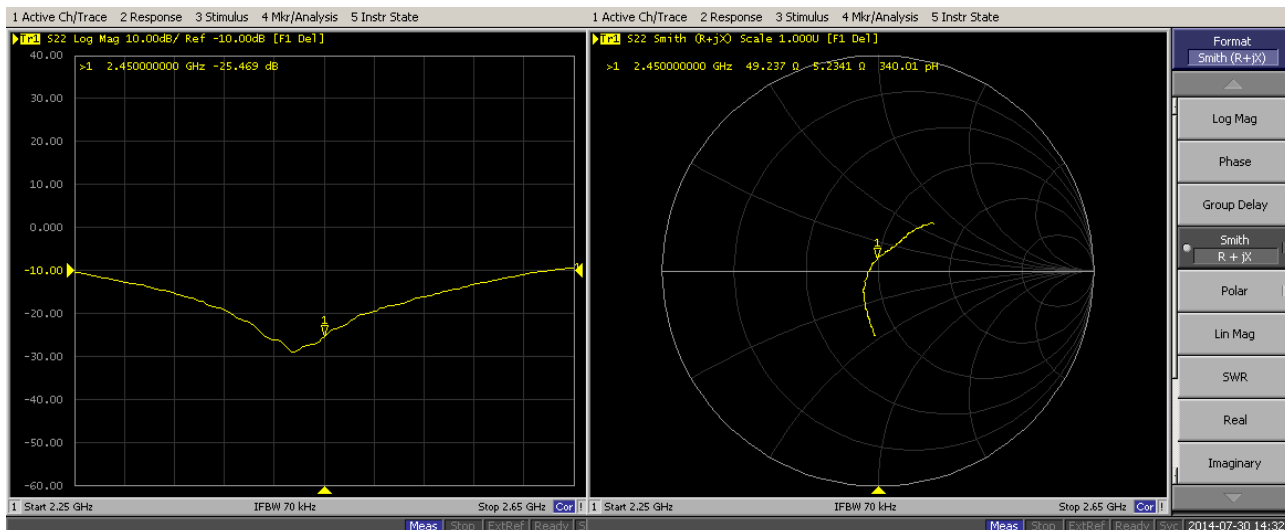 1 Active Ch/Trace 2 Response 3 Stimulus 4 Mkr/Analysis 5 Instr State
Tr1 S22 Log Mag 10.00dB/ Ref -10.00dB [F1 Del]
40.00
>1 2.450000000 GHz -25.469 dB
30.00
20.00
10.00
0.000
-10.00
-20.00
-30.00
-40.00
-50.00
-60.00
1
1
1 Start 2.25 GHz IFBW 70 kHz Stop 2.65 GHz Cor !
Meas Stop ExtRef Ready S
1 Active Ch/Trace 2 Response 3 Stimulus 4 Mkr/Analysis 5 Instr State
Tr1 S22 Smith (R+jX) Scale 1.000U [F1 Del]
>1 2.450000000 GHz 49.237 Ω 5.2341 Ω 340.01 pH
1
1 Start 2.25 GHz IFBW 70 kHz Stop 2.65 GHz Cor !
Meas Stop ExtRef Ready Svc 2014-07-30 14:32
Format
Smith (R+jX)
Log Mag
Phase
Group Delay
Smith
R + jX
Polar
Lin Mag
SWR
Real
Imaginary